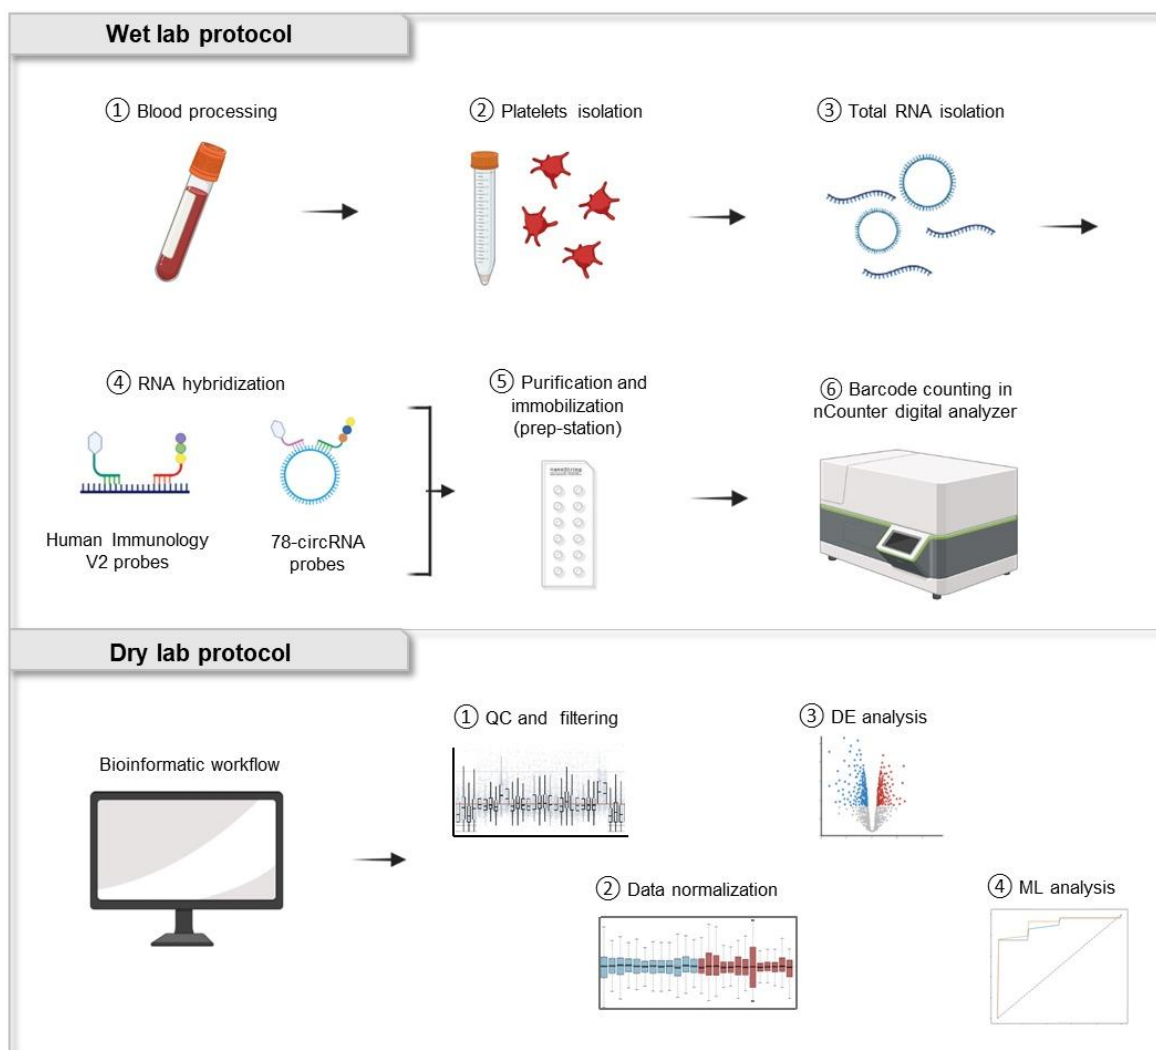 Wet lab protocol
① Blood processing
② Platelets isolation
③ Total RNA isolation
④ RNA hybridization
Human Immunology
V2 probes
78-circRNA
probes
⑤ Purification and
immobilization
(prep-station)
nanoString
⑥ Barcode counting in
nCounter digital analyzer
Dry lab protocol
Bioinformatic workflow
① QC and filtering
② Data normalization
③ DE analysis
④ ML analysis